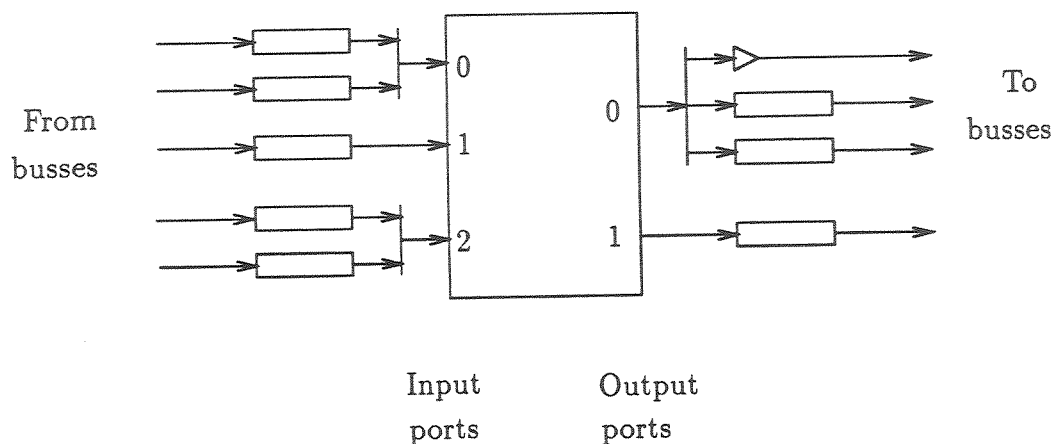 From
busses
0
1
2
0
1
To
busses
Input
ports
Output
ports